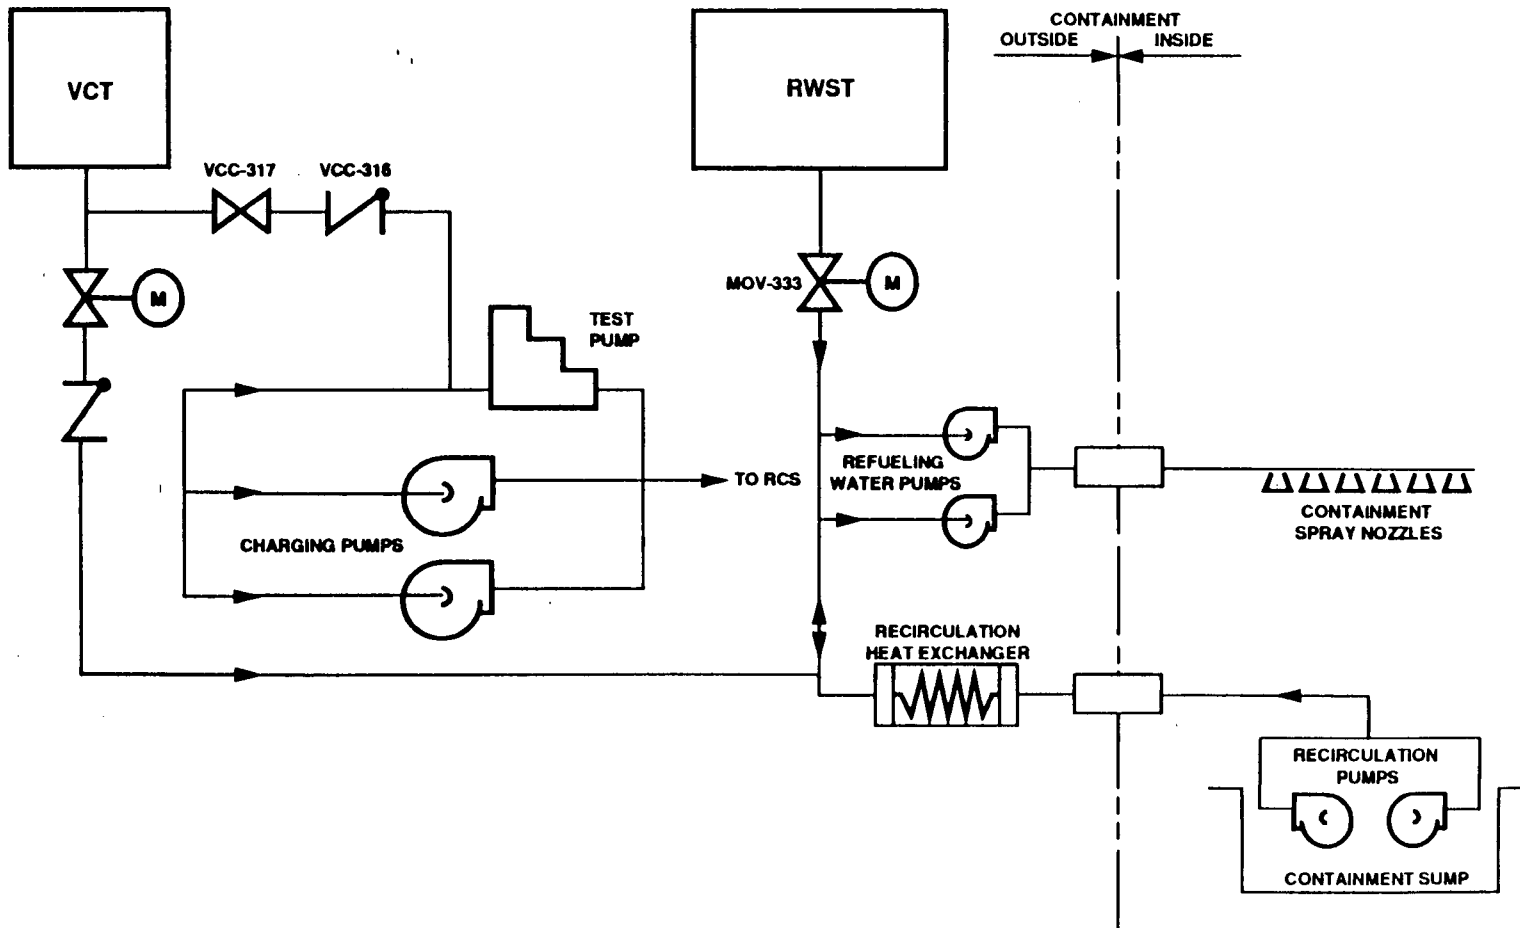 CONTAINMENT
OUTSIDE
INSIDE
VCT
RWST
VCC-317
VCC-316
MOV-333
M
M
TEST
PUMP
REFUELING
WATER PUMPS
TO RCS
CONTAINMENT
SPRAY NOZZLES
CHARGING PUMPS
RECIRCULATION
HEAT EXCHANGER
RECIRCULATION
PUMPS
CONTAINMENT SUMP